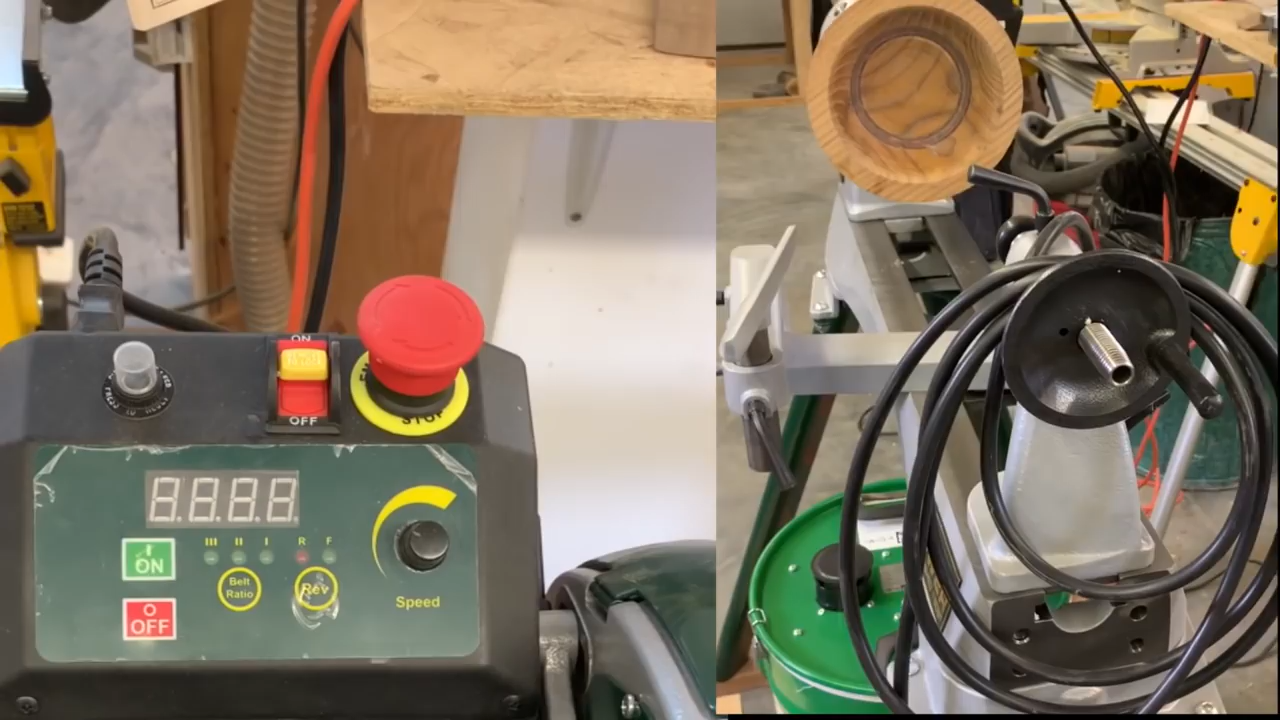 ON
OFF
STOP
8.8.8.8
III II I R F
ON
Belt
Ratio
Rev
OFF
Speed